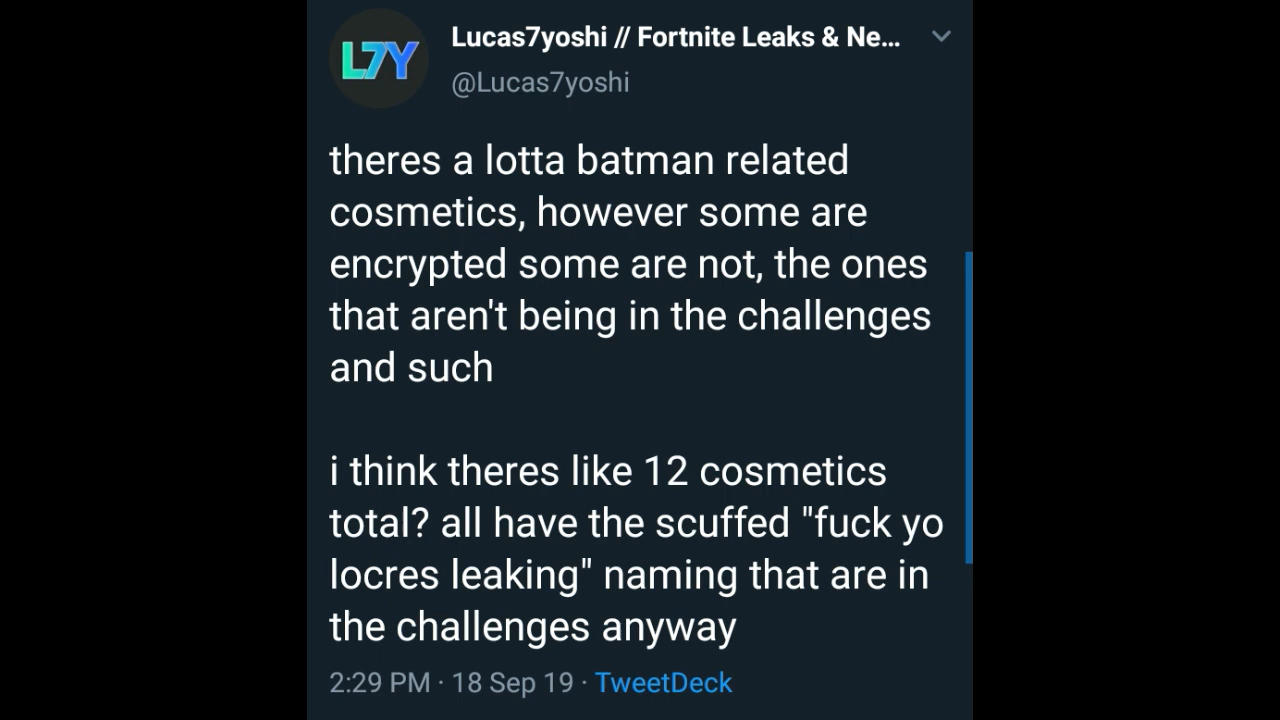 L7Y
Lucas7yoshi // Fortnite Leaks & Ne...
@Lucas7yoshi
theres a lotta batman related
cosmetics, however some are
encrypted some are not, the ones
that aren't being in the challenges
and such
i think theres like 12 cosmetics
total? all have the scuffed "fuck yo
locres leaking" naming that are in
the challenges anyway
2:29 PM · 18 Sep 19 · TweetDeck